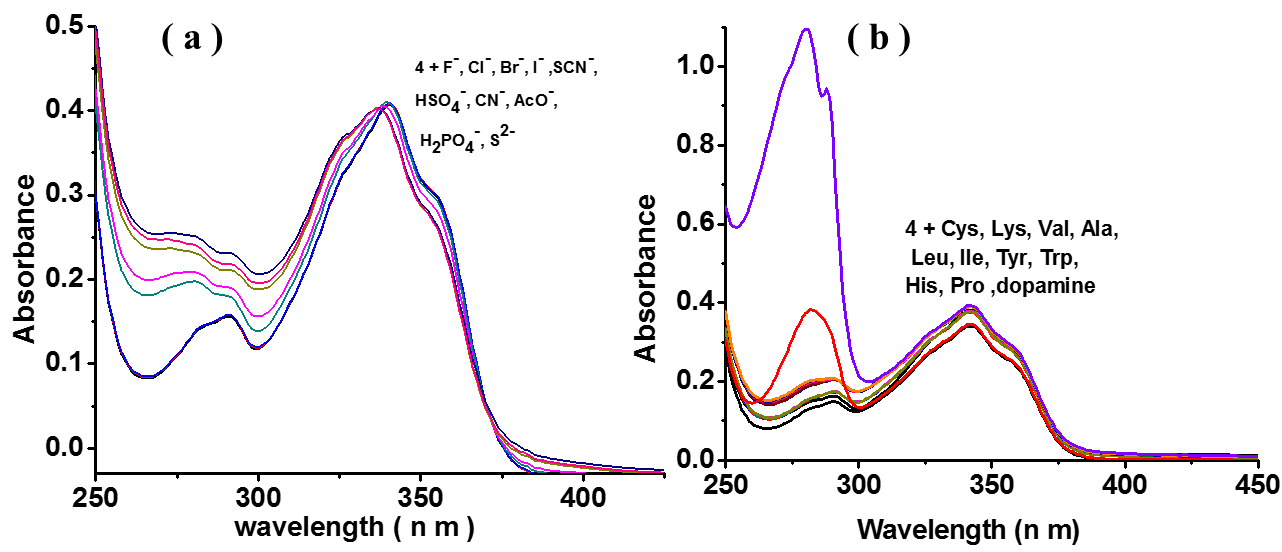 ( a )
4 + F⁻, Cl⁻, Br⁻, I⁻ ,SCN⁻,
HSO₄⁻, CN⁻, AcO⁻,
H₂PO₄⁻, S²⁻
0.5
0.4
0.3
0.2
0.1
0.0
Absorbance
250 300 350 400
wavelength ( n m )
( b )
4 + Cys, Lys, Val, Ala,
Leu, Ile, Tyr, Trp,
His, Pro ,dopamine
1.0
0.8
0.6
0.4
0.2
0.0
Absorbance
250 300 350 400 450
Wavelength (n m)